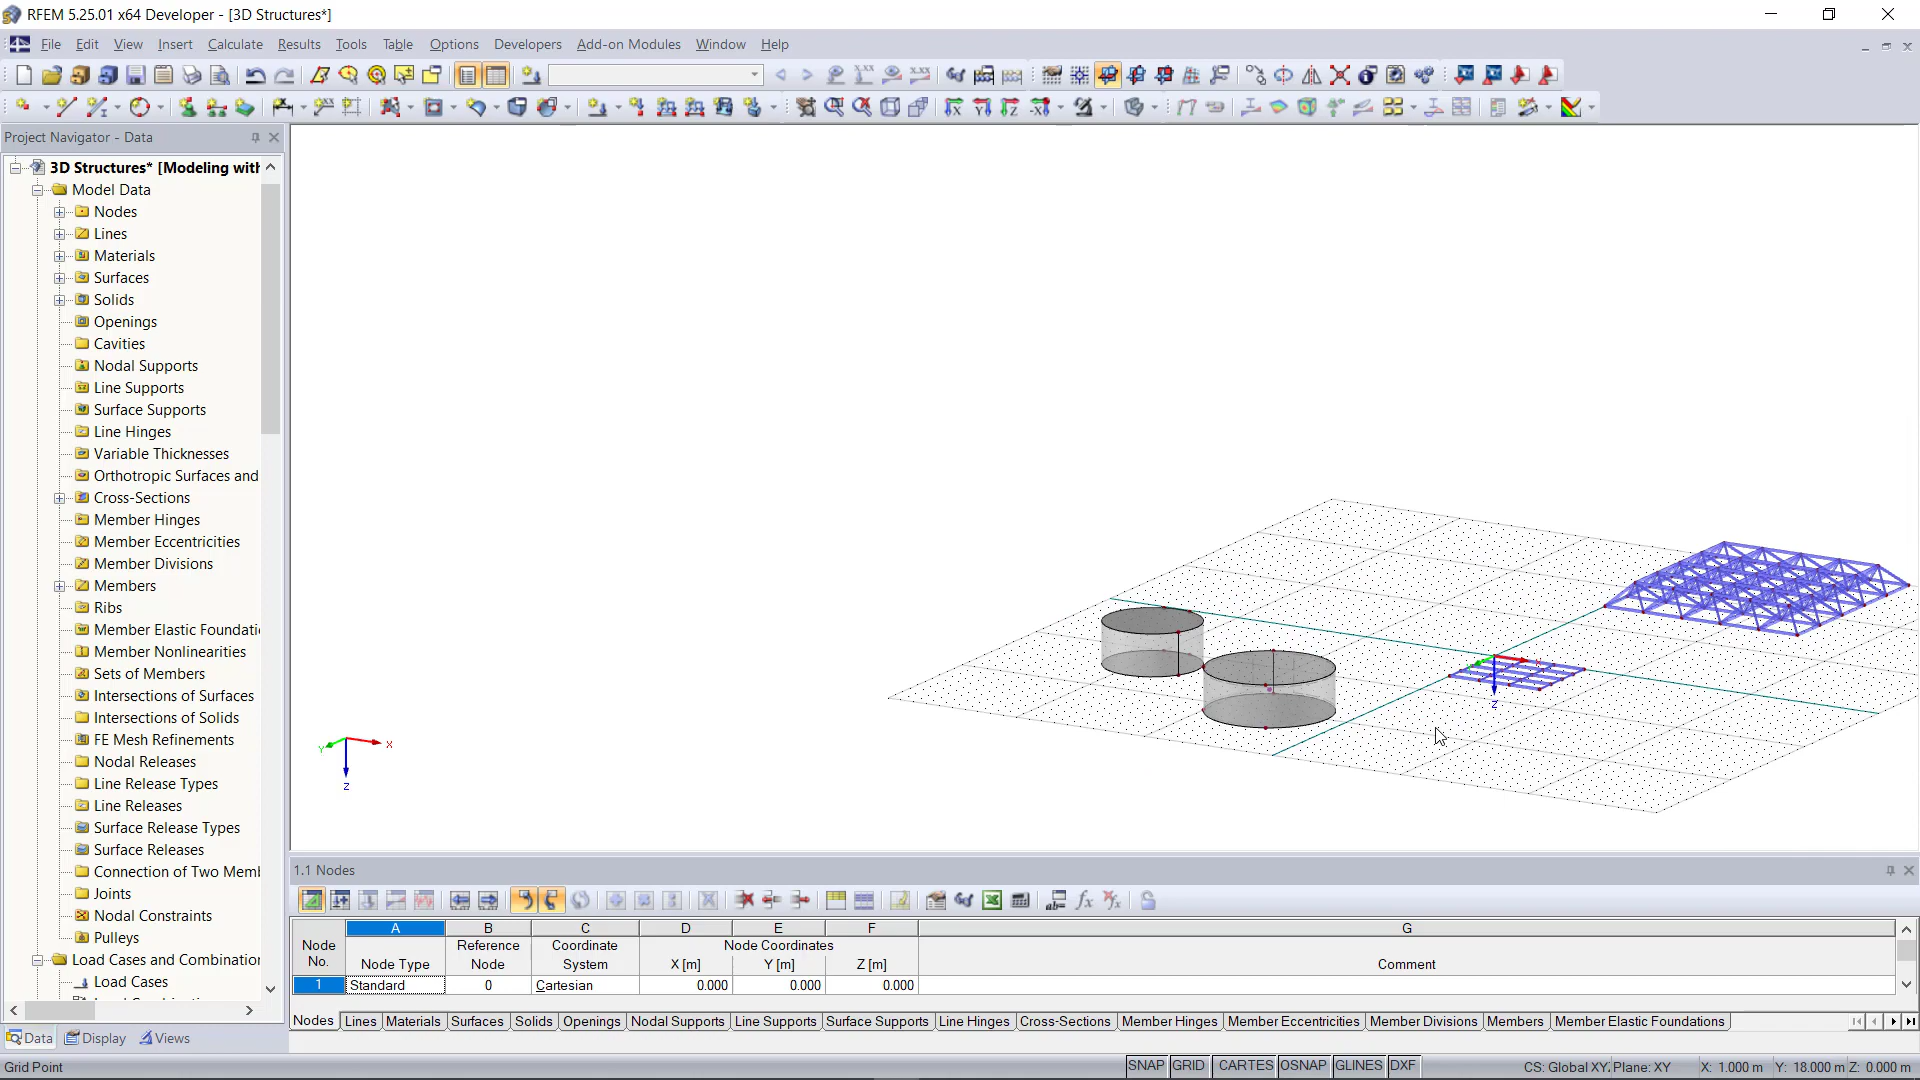 RFEM 5.25.01 x64 Developer - [3D Structures*]
File Edit View Insert Calculate Results Tools Table Options Developers Add-on Modules Window Help
Project Navigator - Data
3D Structures* [Modeling with
Model Data
Nodes
Lines
Materials
Surfaces
Solids
Openings
Cavities
Nodal Supports
Line Supports
Surface Supports
Line Hinges
Variable Thicknesses
Orthotropic Surfaces and
Cross-Sections
Member Hinges
Member Eccentricities
Member Divisions
Members
Ribs
Member Elastic Foundati
Member Nonlinearities
Sets of Members
Intersections of Surfaces
Intersections of Solids
FE Mesh Refinements
Nodal Releases
Line Release Types
Line Releases
Surface Release Types
Surface Releases
Connection of Two Memb
Joints
Nodal Constraints
Pulleys
Load Cases and Combination
Load Cases
Data Display Views
X
Y
Z
Z
1.1 Nodes
A B C D E F G
Node No.
Node Type
Reference Node
Coordinate System
Node Coordinates
X [m] Y [m] Z [m]
Comment
1 Standard 0 Cartesian 0.000 0.000 0.000
Nodes Lines Materials Surfaces Solids Openings Nodal Supports Line Supports Surface Supports Line Hinges Cross-Sections Member Hinges Member Eccentricities Member Divisions Members Member Elastic Foundations
Grid Point
SNAP GRID CARTES OSNAP GLINES DXF
CS: Global XY; Plane: XY X: 1.000 m Y: 18.000 m Z: 0.000 m